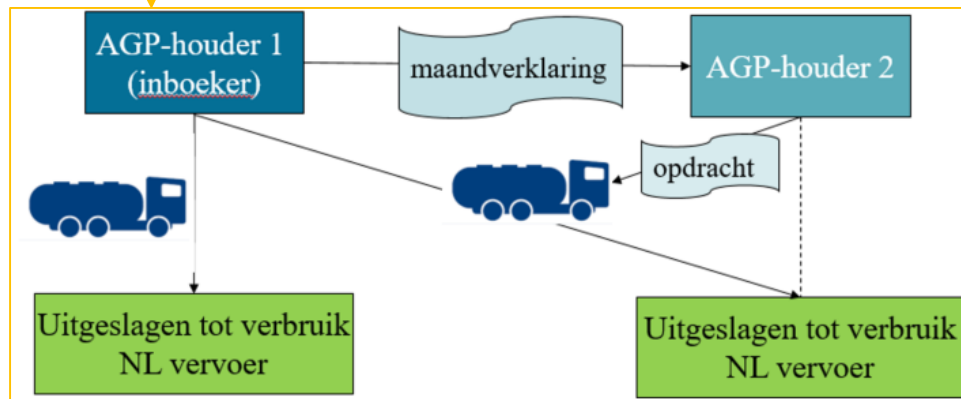 AGP-houder 1
(inboeker)
maandverklaring
AGP-houder 2
opdracht
Uitgeslagen tot verbruik
NL vervoer
Uitgeslagen tot verbruik
NL vervoer